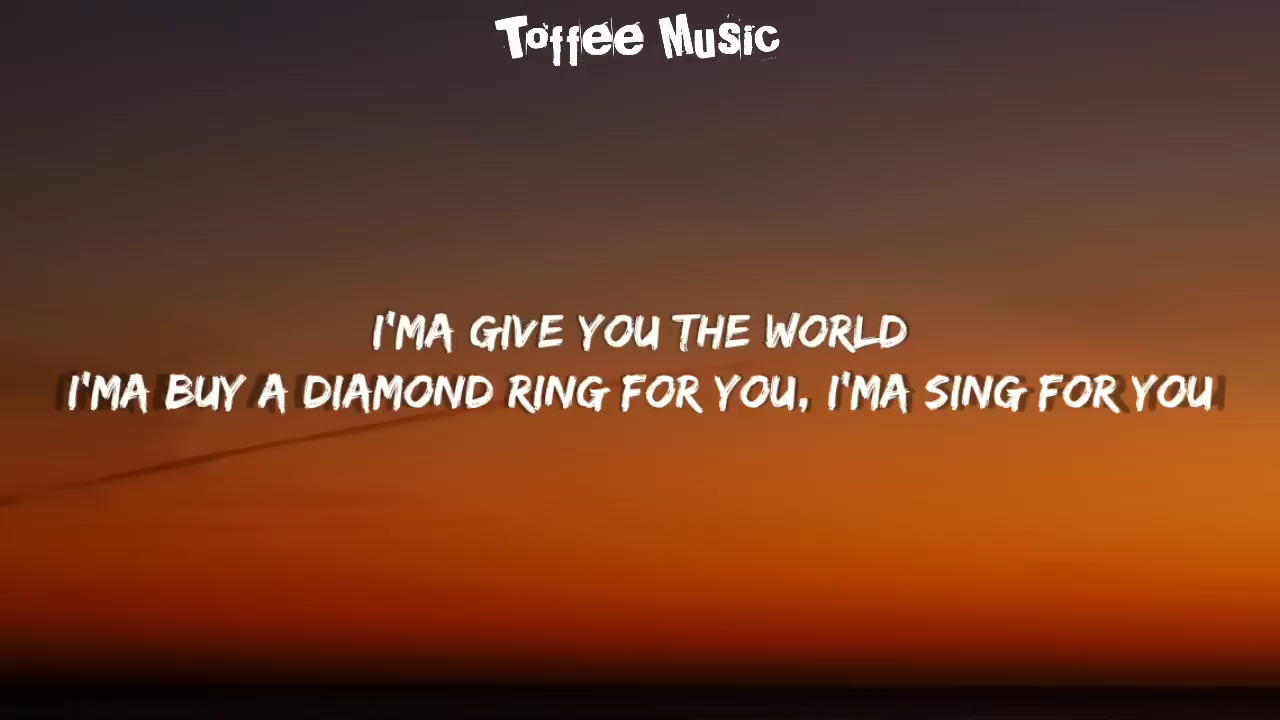 Toffee Music
I'MA GIVE YOU THE WORLD
I'MA BUY A DIAMOND RING FOR YOU, I'MA SING FOR YOU